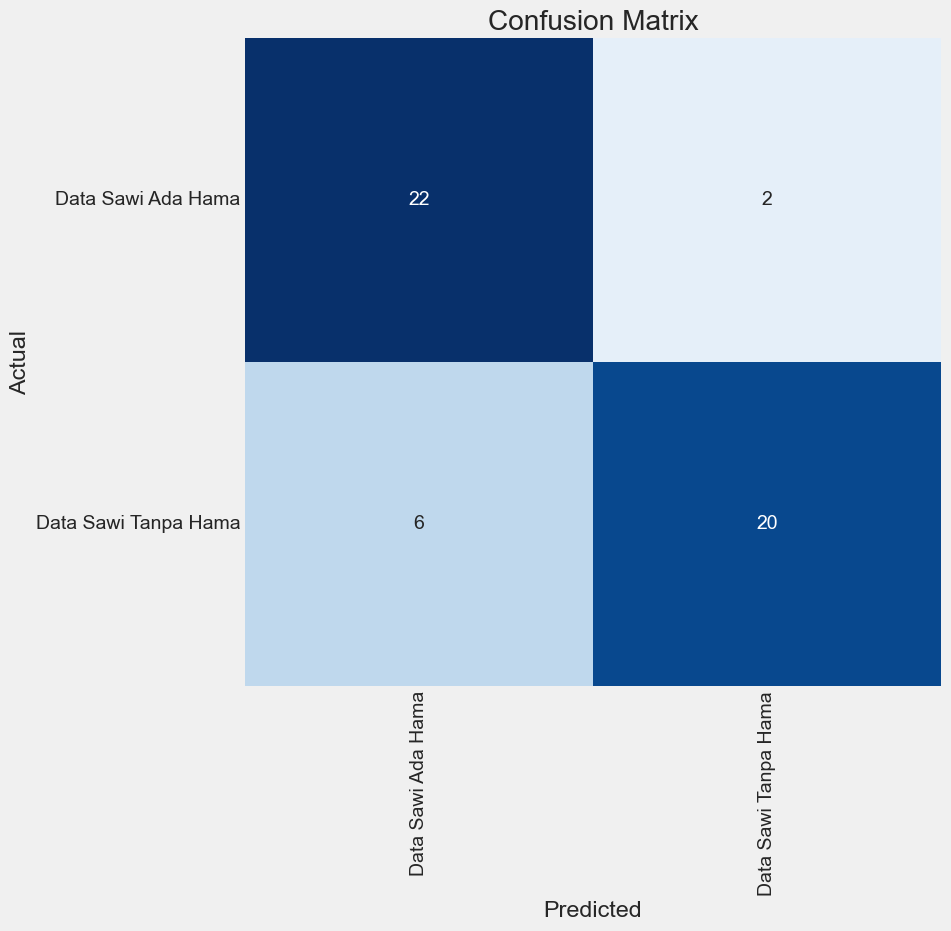 Confusion Matrix
Actual
Data Sawi Ada Hama
22
2
Data Sawi Tanpa Hama
6
20
Data Sawi Ada Hama
Data Sawi Tanpa Hama
Predicted